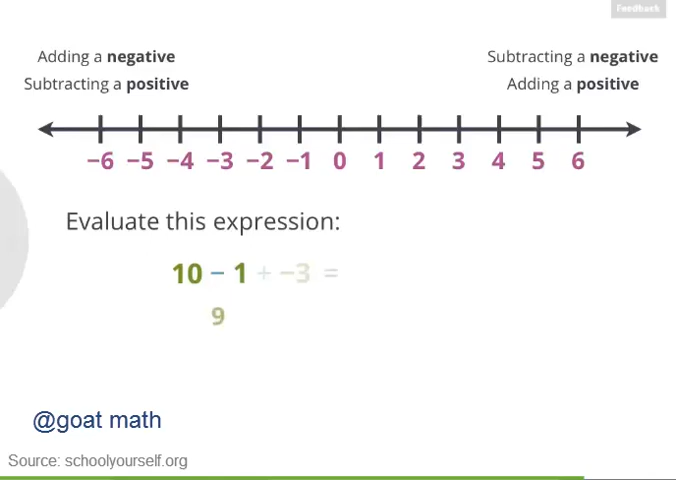 Feedback
Adding a negative
Subtracting a negative
Subtracting a positive
Adding a positive
−6 −5 −4 −3 −2 −1 0 1 2 3 4 5 6
Evaluate this expression:
10 − 1 + −3 =
9
@goat math
Source: schoolyourself.org